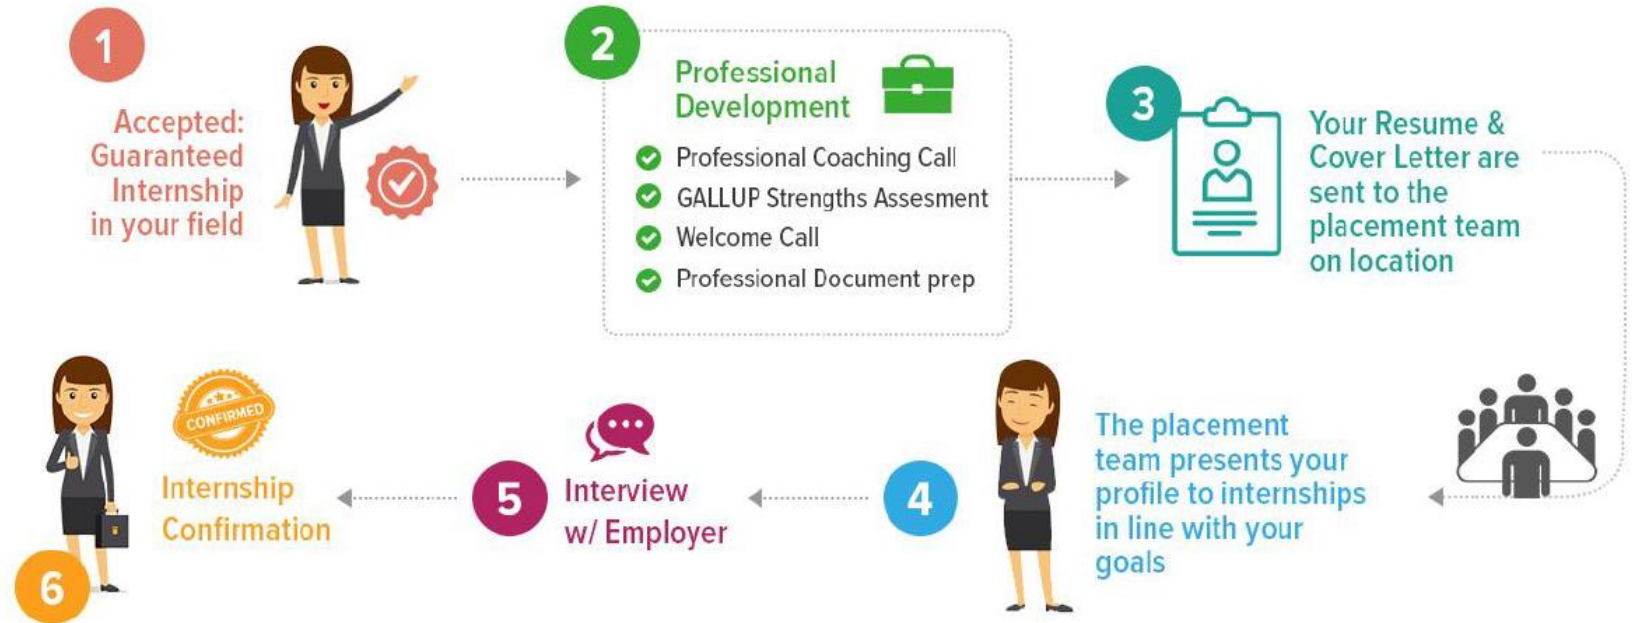 1
Accepted:
Guaranteed
Internship
in your field
2
Professional
Development
Professional Coaching Call
GALLUP Strengths Assesment
Welcome Call
Professional Document prep
3
Your Resume &
Cover Letter are
sent to the
placement team
on location
4
The placement
team presents your
profile to internships
in line with your
goals
5
Interview
w/ Employer
6
CONFIRMED
Internship
Confirmation